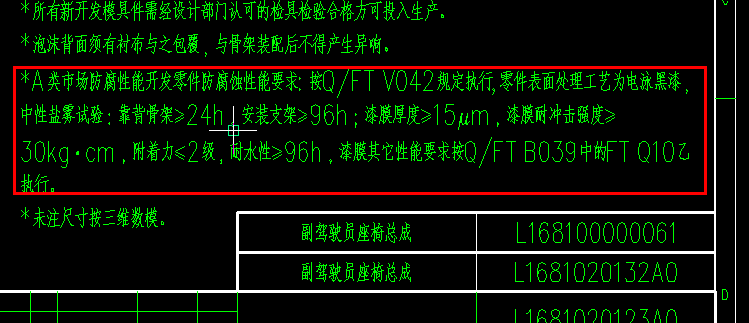 *所有新开发模具件需经设计部门认可的检具检验合格方可投入生产。
*泡沫背面须有衬布与之包覆，与骨架装配后不得产生异响。
*A类市场防腐性能开发零件防腐蚀性能要求: 按Q/FT V042规定执行,零件表面处理工艺为电泳黑漆,
中性盐雾试验: 靠背骨架≥24h, 安装支架≥96h; 漆膜厚度≥15μm, 漆膜耐冲击强度≥
30kg·cm, 附着力≤2级, 耐水性≥96h, 漆膜其它性能要求按Q/FT B039中的FT Q10乙
执行。
*未注尺寸按三维数模。
副驾驶员座椅总成 L168100000061
副驾驶员座椅总成 L1681020132A0
D
L1681020123A0